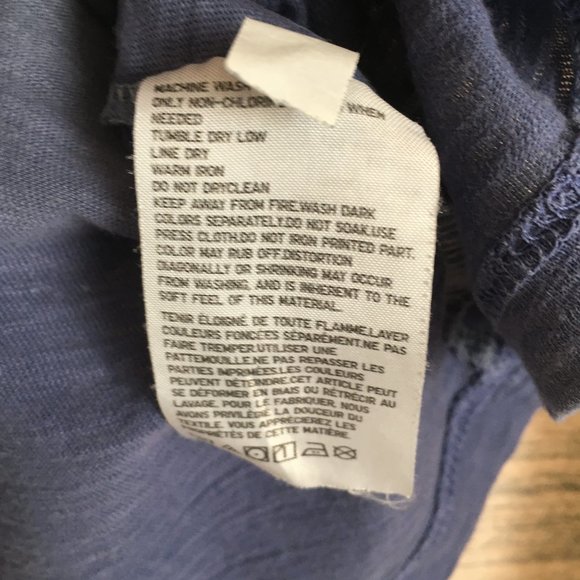 MACHINE WASH
ONLY NON-CHLORIN WHEN
NEEDED
TUMBLE DRY LOW
LINE DRY
WARM IRON
DO NOT DRYCLEAN
KEEP AWAY FROM FIRE.WASH DARK
COLORS SEPARATELY.DO NOT SOAK.USE
PRESS CLOTH.DO NOT IRON PRINTED PART.
COLOR MAY RUB OFF.DISTORTION
DIAGONALLY OR SHRINKING MAY OCCUR
FROM WASHING, AND IS INHERENT TO THE
SOFT FEEL OF THIS MATERIAL.
TENIR ÉLOIGNÉ DE TOUTE FLAMME.LAVER
COULEURS FONCÉES SÉPARÉMENT.NE PAS
FAIRE TREMPER.UTILISER UNE
PATTEMOUILLE.NE PAS REPASSER LES
PARTIES IMPRIMÉES.LES COULEURS
PEUVENT DÉTEINDRE.CET ARTICLE PEUT
SE DÉFORMER EN BIAIS OU RÉTRÉCIR AU
LAVAGE. POUR LE FABRIQUER, NOUS
AVONS PRIVILÉGIÉ LA DOUCEUR DU
TEXTILE. VOUS APPRÉCIEREZ LES
PROPRIÉTÉS DE CETTE MATIÈRE.